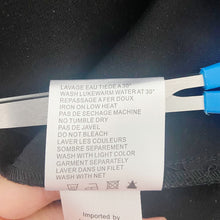 LAVAGE EAU TIEDE A 30°
WASH LUKEWARM WATER AT 30°
REPASSAGE A FER DOUX
IRON ON LOW HEAT
PAS DE SECHAGE MACHINE
NO TUMBLE DRY
PAS DE JAVEL
DO NOT BLEACH
LAVER LES COULEURS
SOMBRE SEPAREMENT
WASH WITH LIGHT COLOR
GARMENT SEPARATELY
LAVER DANS UN FILET
WASH WITH NET
Imported by